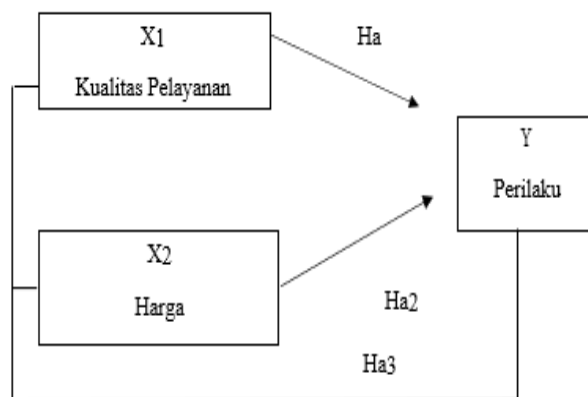 X1
Kualitas Pelayanan
Ha
Y
Perilaku
X2
Harga
Ha2
Ha3